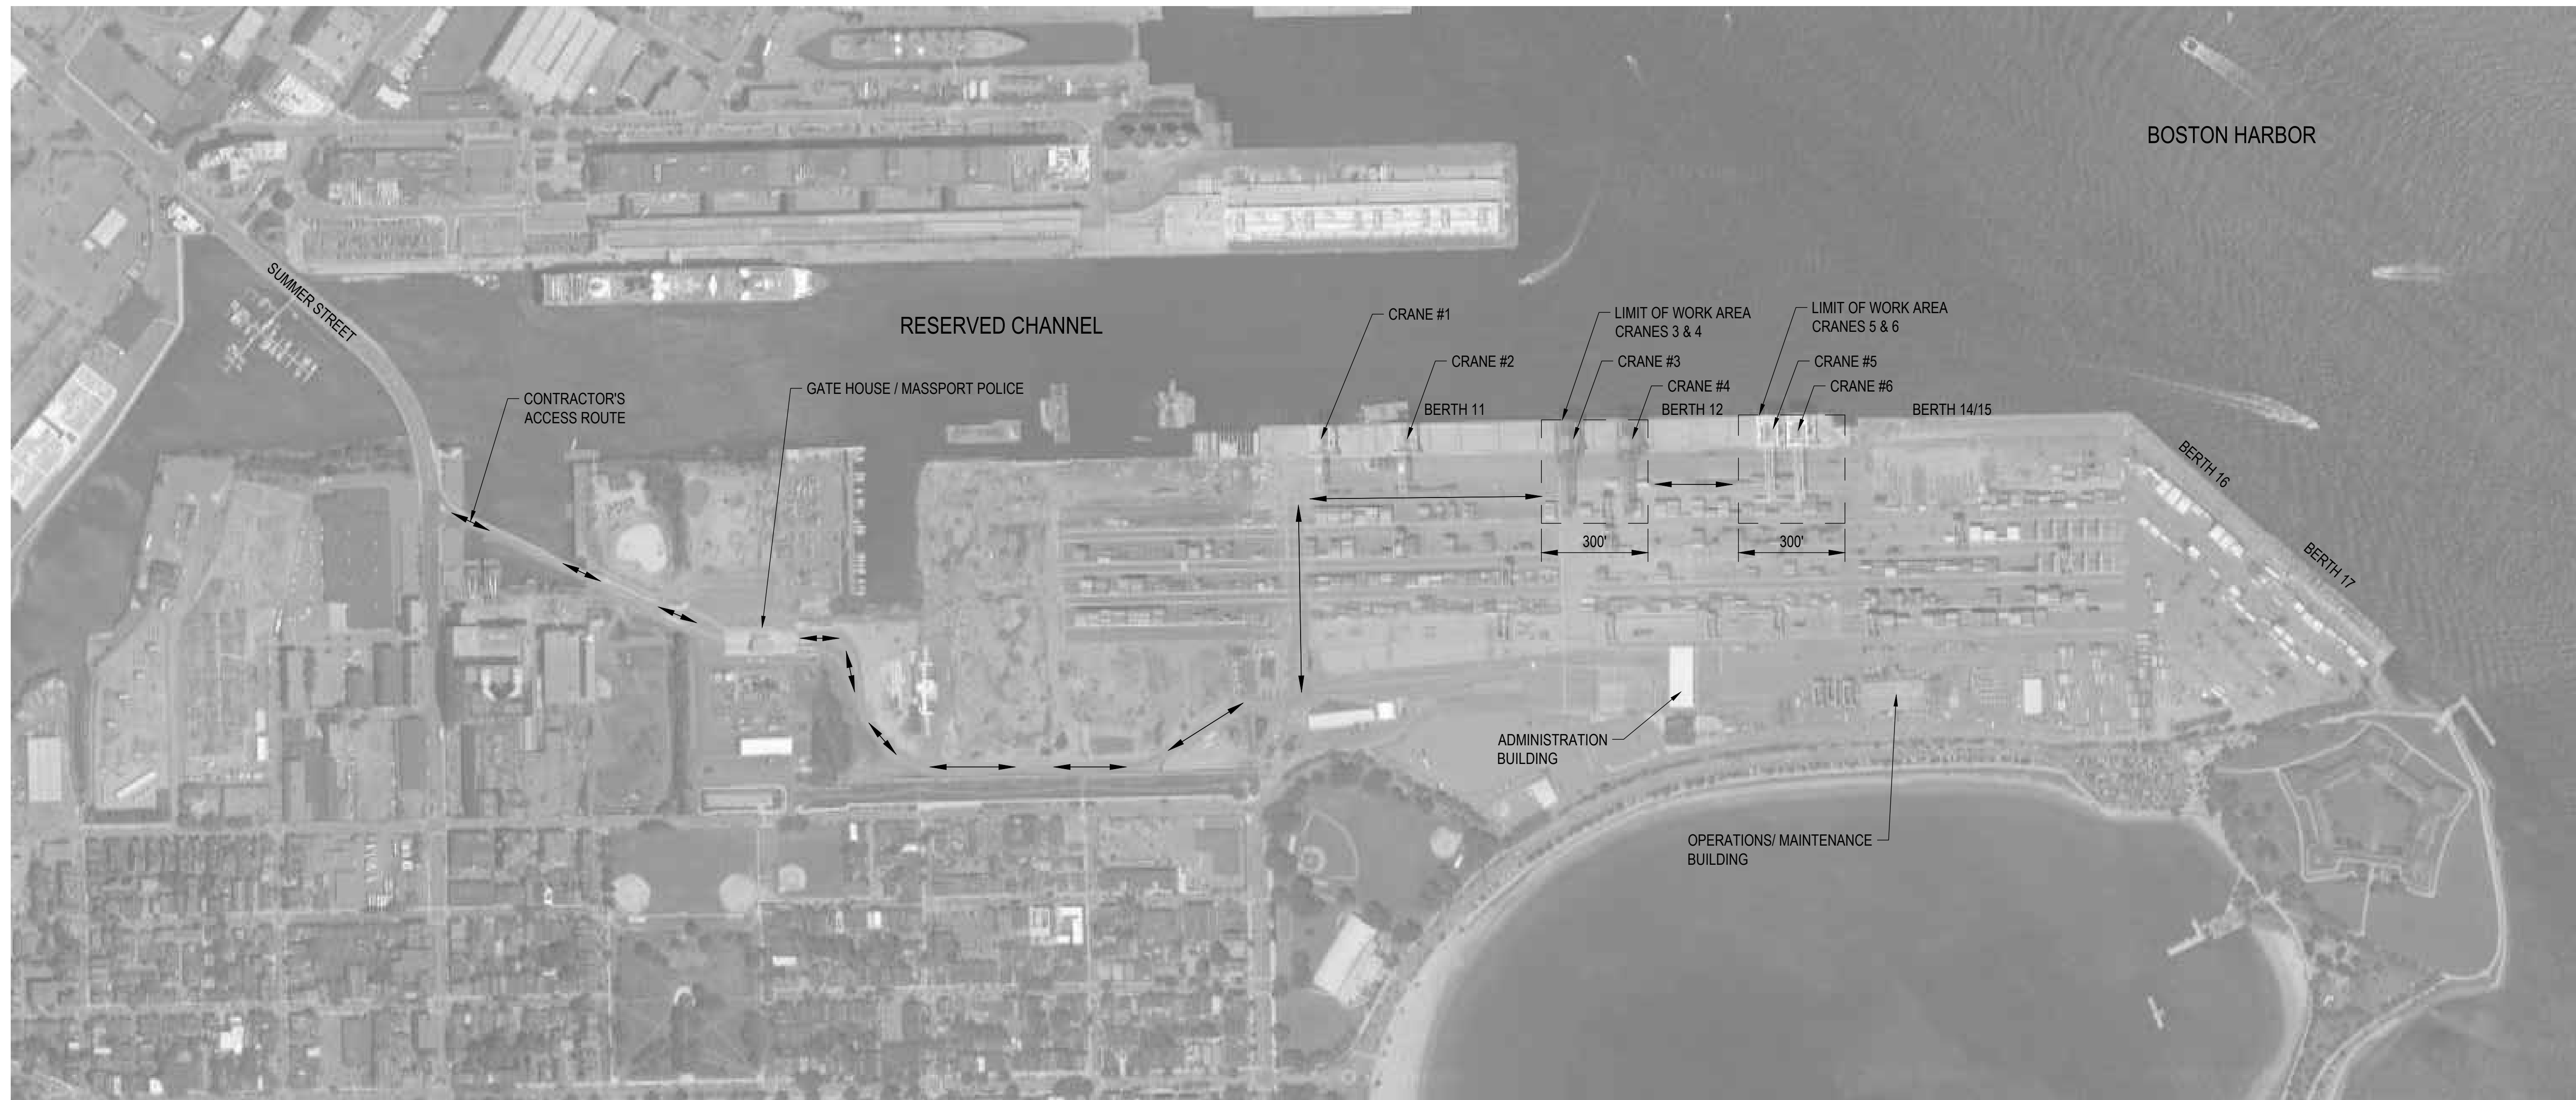 BOSTON HARBOR
SUMMER STREET
RESERVED CHANNEL
CRANE #1
LIMIT OF WORK AREA
CRANES 3 & 4
LIMIT OF WORK AREA
CRANES 5 & 6
CRANE #2
CRANE #3
CRANE #5
CONTRACTOR'S
ACCESS ROUTE
GATE HOUSE / MASSPORT POLICE
CRANE #4
CRANE #6
BERTH 11
BERTH 12
BERTH 14/15
BERTH 16
BERTH 17
300'
300'
ADMINISTRATION
BUILDING
OPERATIONS/ MAINTENANCE
BUILDING